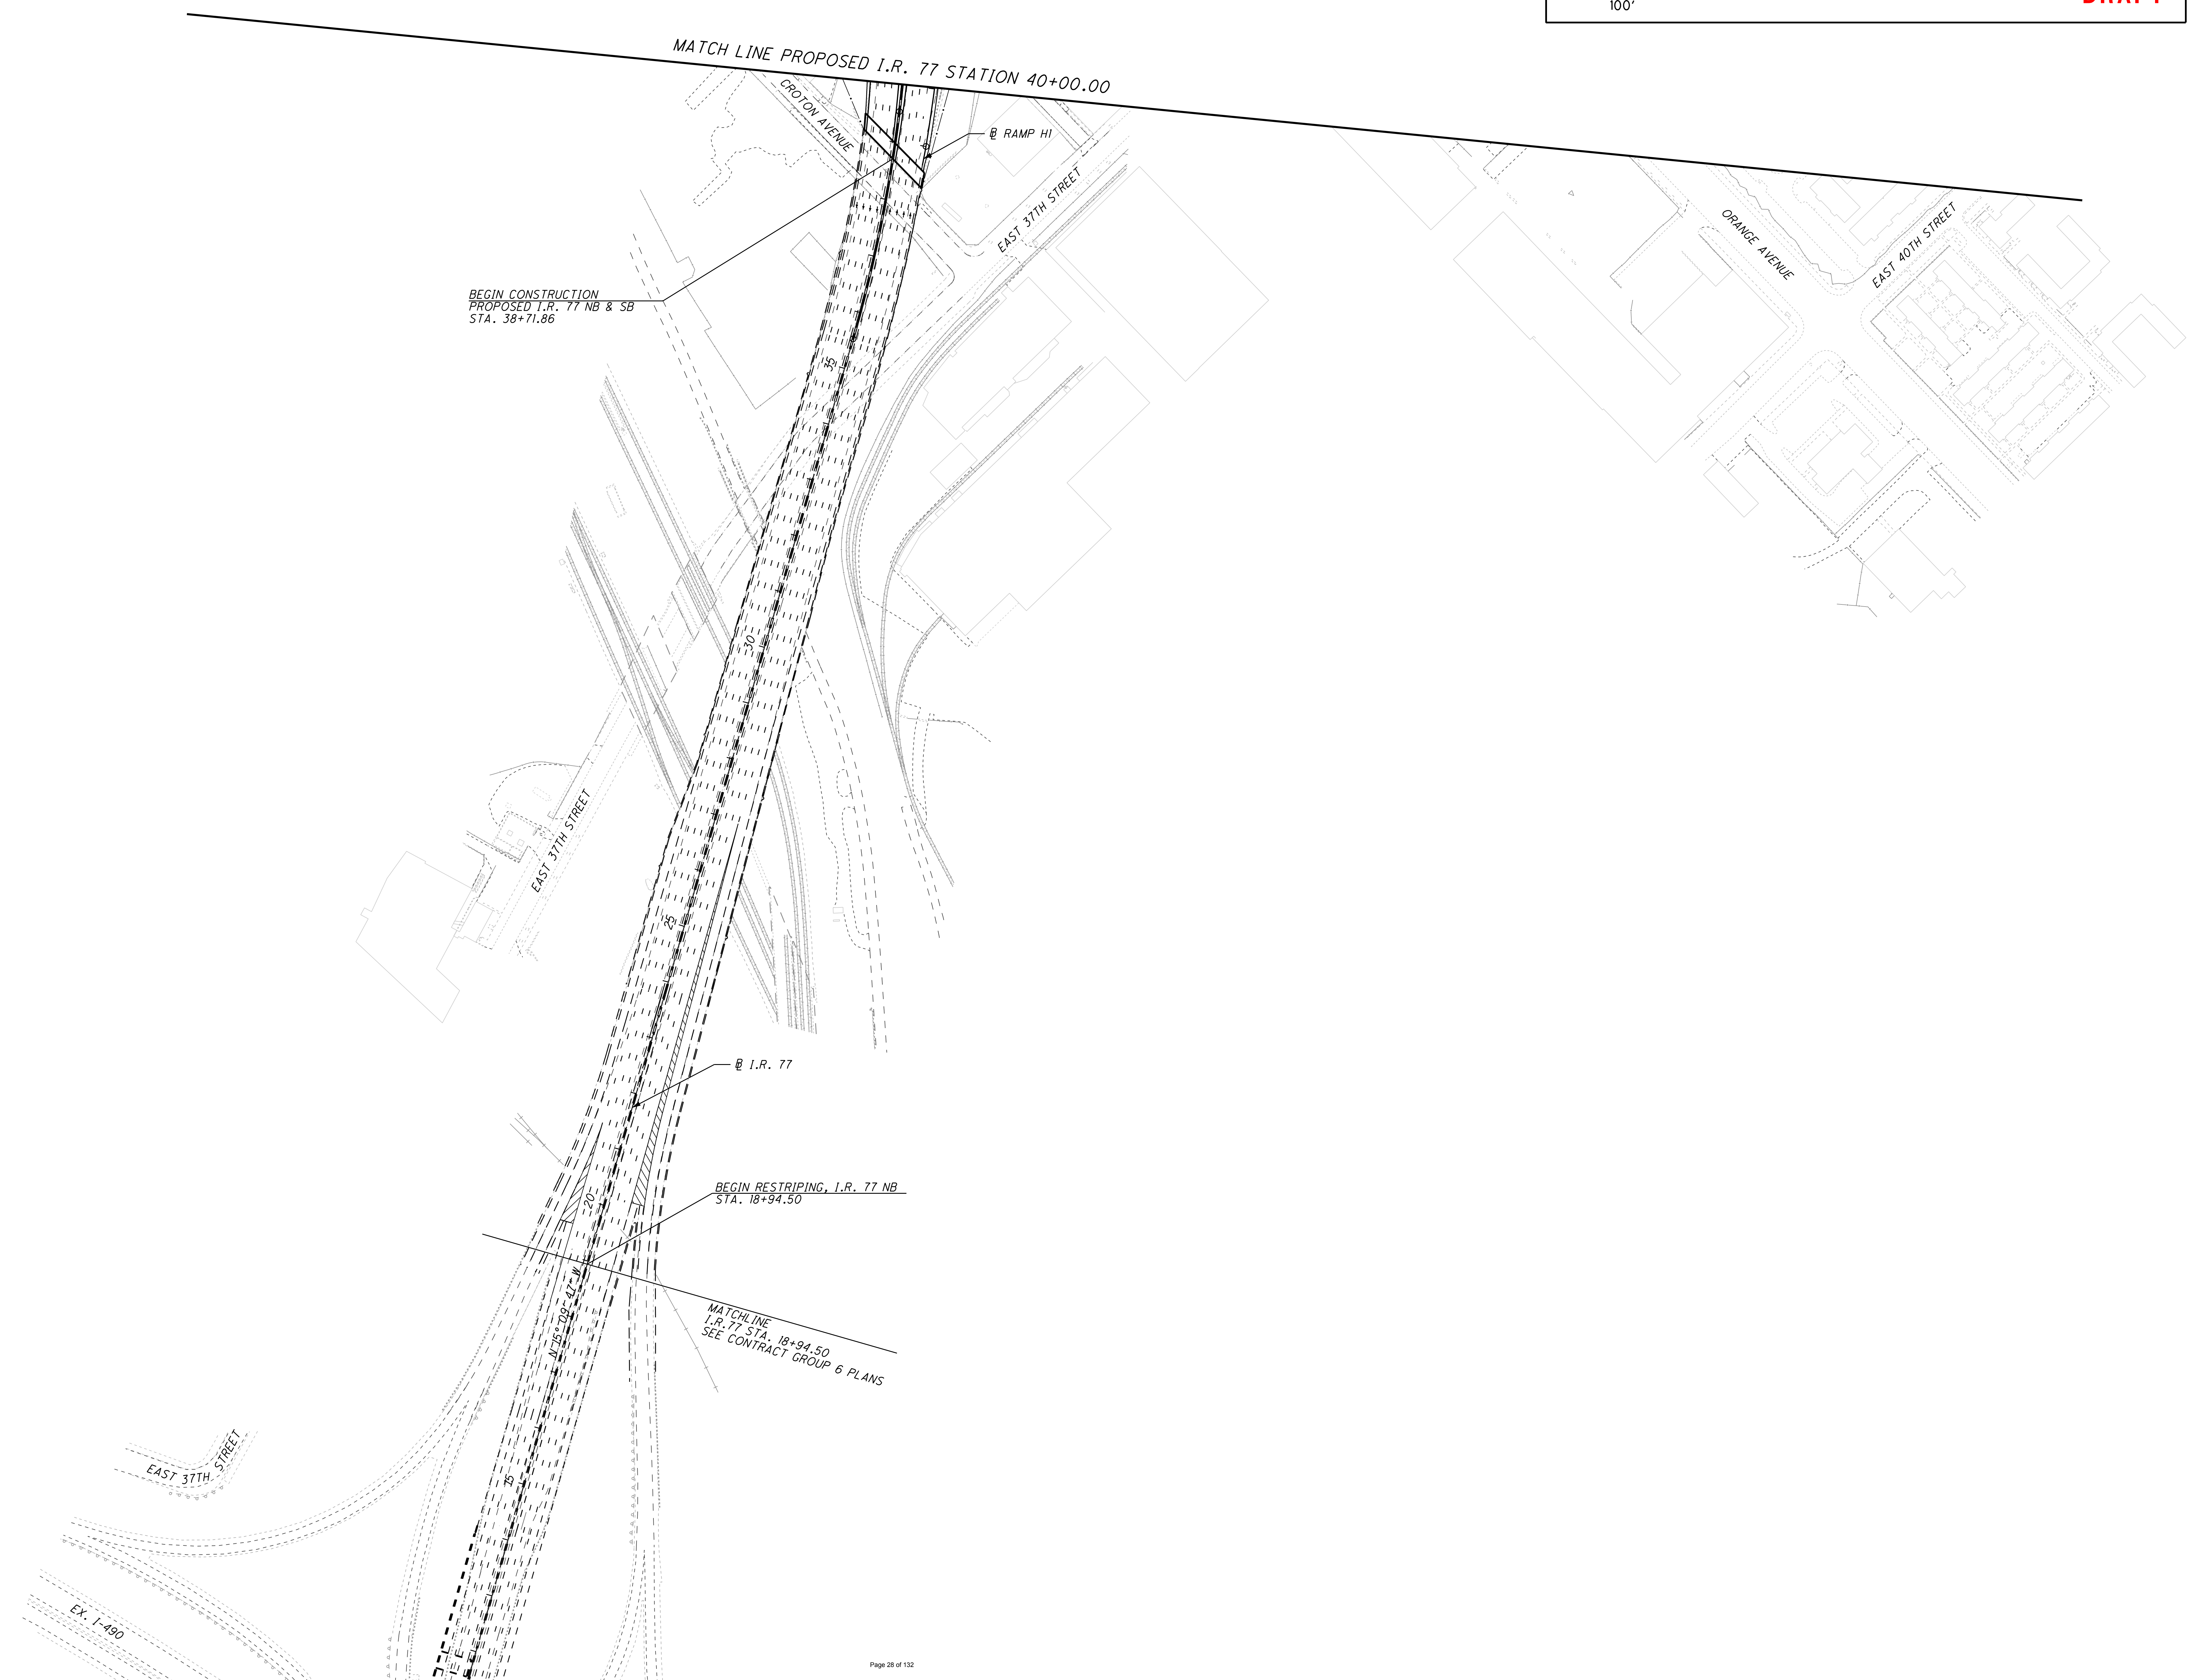 100'
MATCH LINE PROPOSED I.R. 77 STATION 40+00.00
CROTON AVENUE
RAMP H1
EAST 37TH STREET
ORANGE AVENUE
EAST 40TH STREET
BEGIN CONSTRUCTION
PROPOSED I.R. 77 NB & SB
STA. 38+71.86
35
30
EAST 37TH STREET
25
I.R. 77
BEGIN RESTRIPING, I.R. 77 NB
STA. 18+94.50
20
N 15° 09' 47" W
MATCHLINE
I.R.77 STA. 18+94.50
SEE CONTRACT GROUP 6 PLANS
EAST 37TH STREET
15
EX. I-490
Page 28 of 132